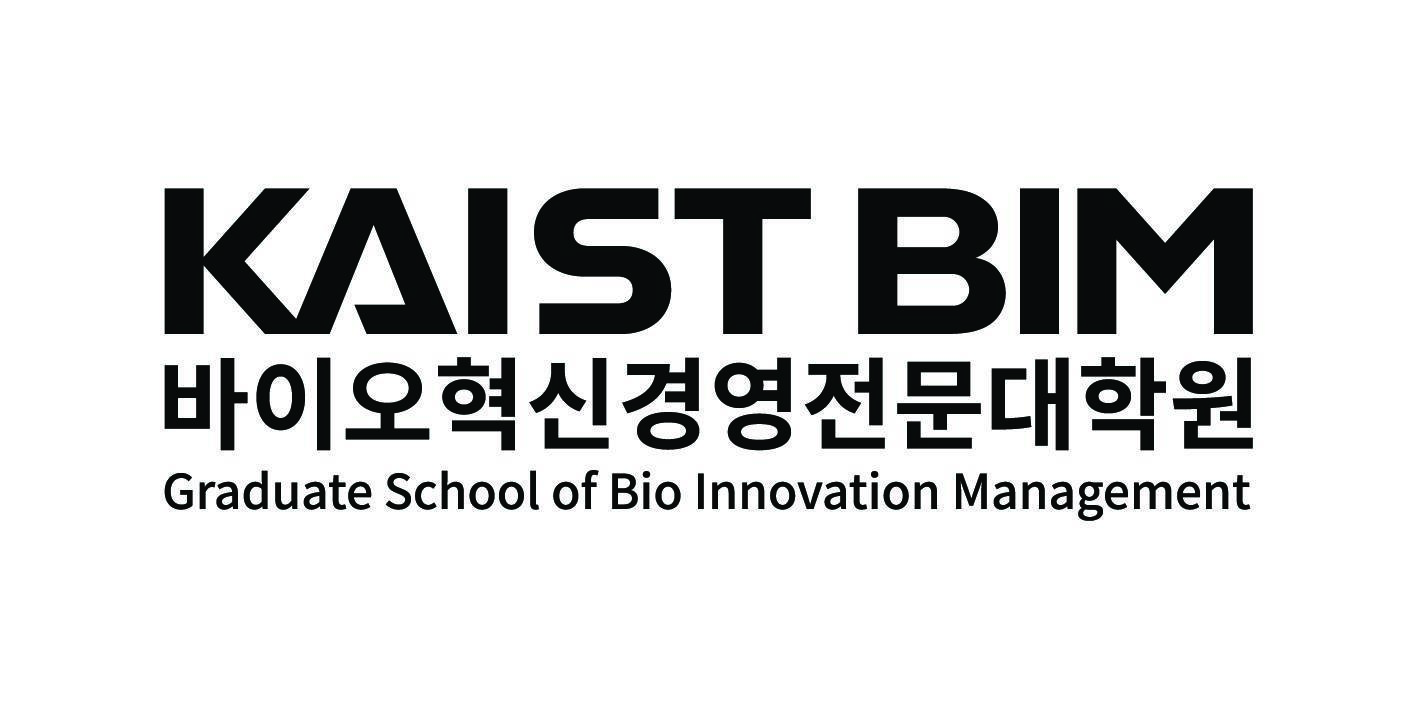 KAIST BIM
바이오혁신경영전문대학원
Graduate School of Bio Innovation Management